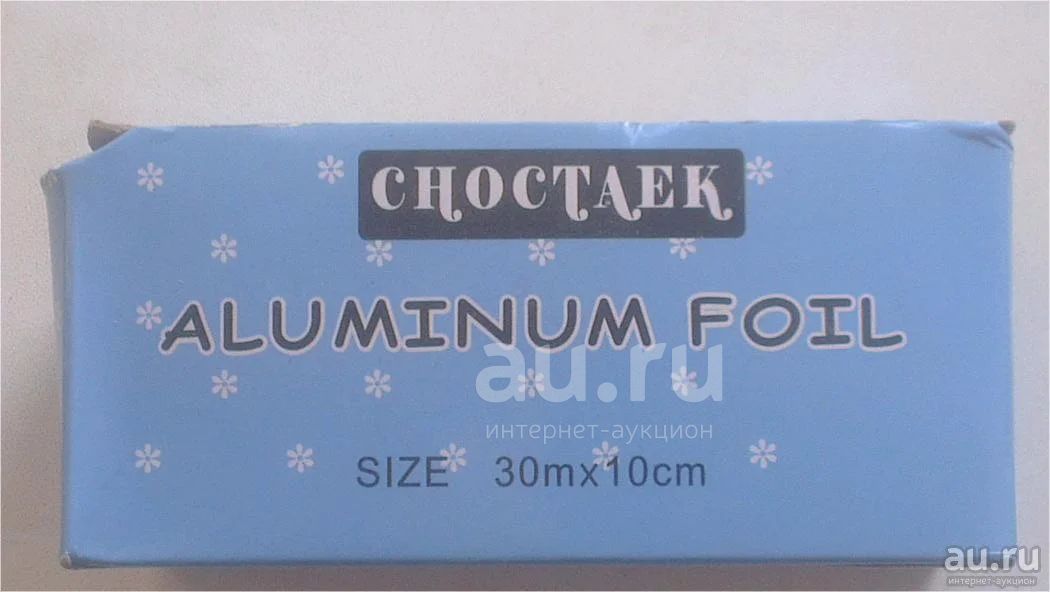 CHOCTAEK
ALUMINUM FOIL
au.ru
интернет-аукцион
SIZE 30mx10cm
au.ru
интернет-аукцион